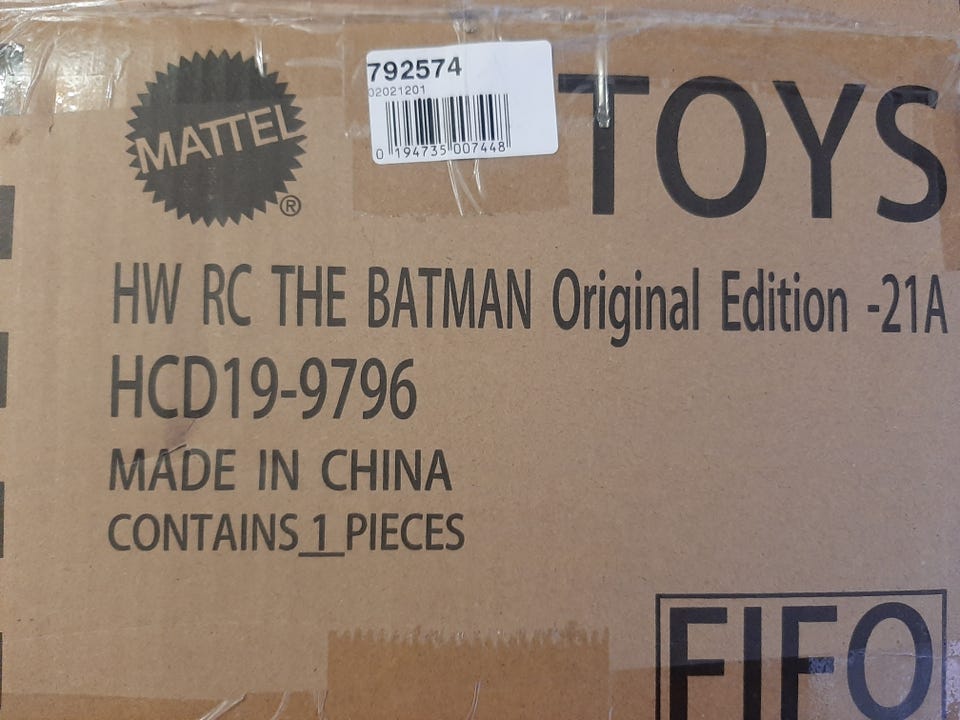 792574
02021201
0 194735 007448
MATTEL
®
TOYS
HW RC THE BATMAN Original Edition -21A
HCD19-9796
MADE IN CHINA
CONTAINS 1 PIECES
FIFO